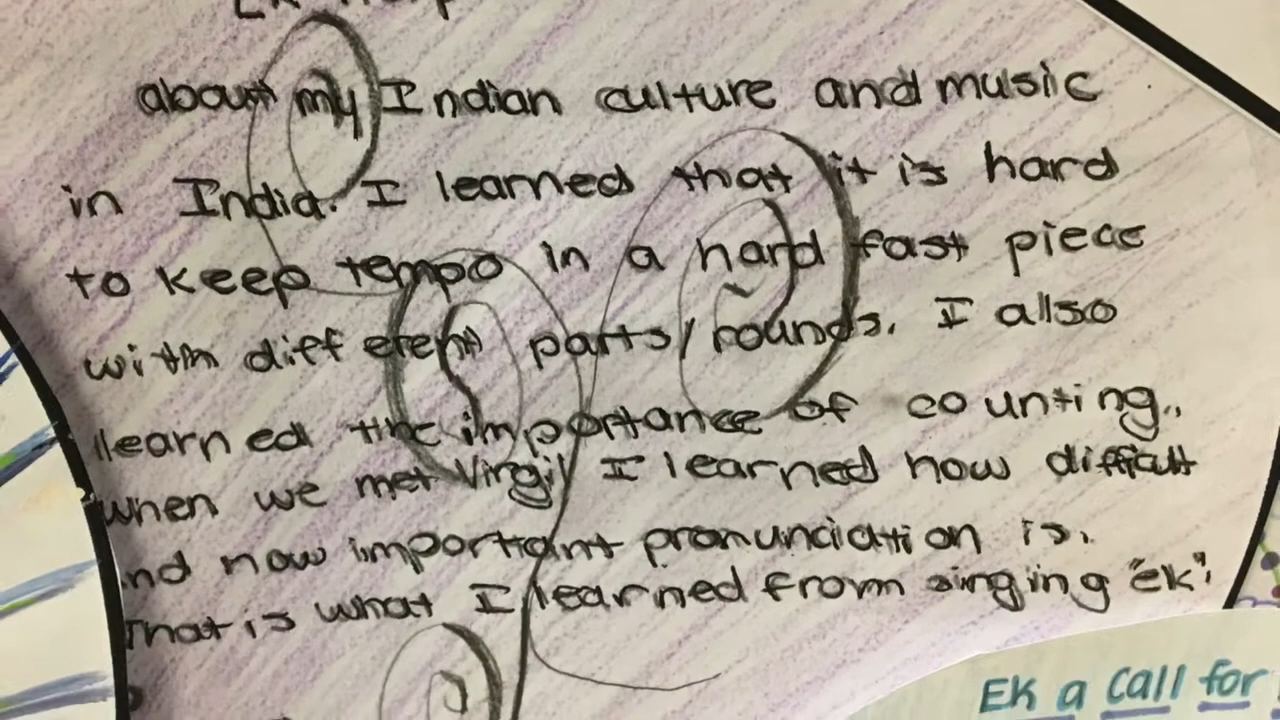 about my Indian culture and music
in India. I learned that it is hard
to keep tempo in a hard fast piece
with different parts/rounds. I also
learned the importance of counting.,
when we met Virgil I learned how difficult
and how important pronunciation is.
That is what I learned from singing "ek".
EK a call for